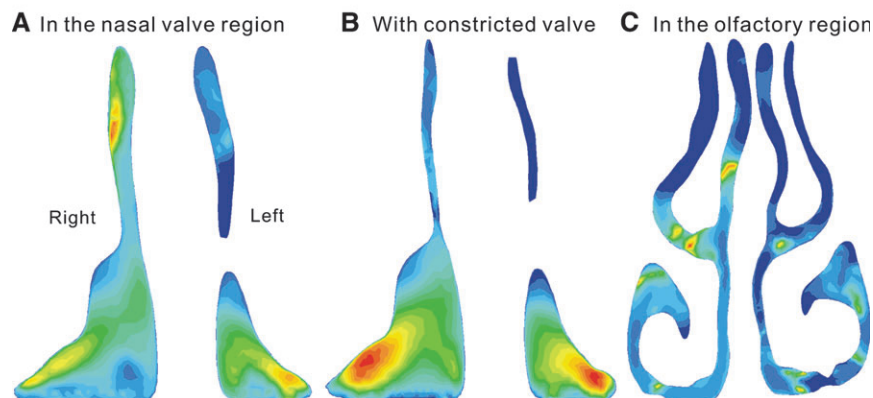 A In the nasal valve region
B With constricted valve
C In the olfactory region
Right
Left